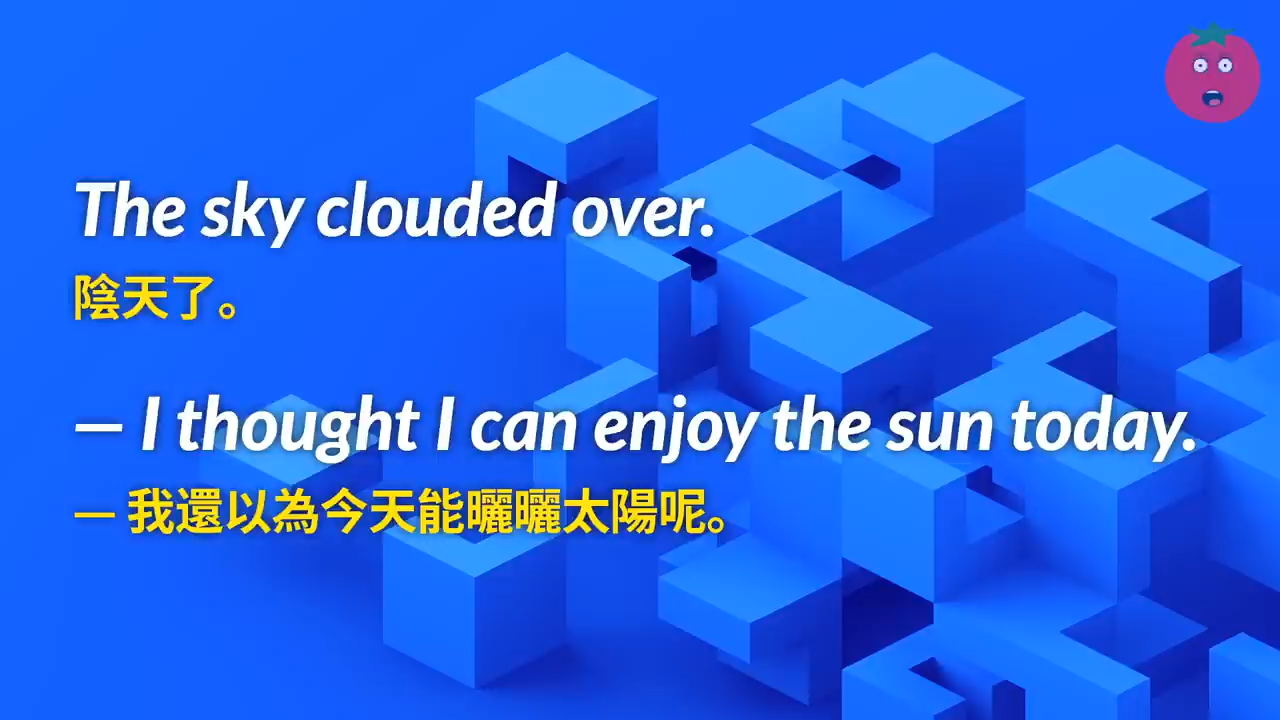 The sky clouded over.
陰天了。
— I thought I can enjoy the sun today.
— 我還以為今天能曬曬太陽呢。